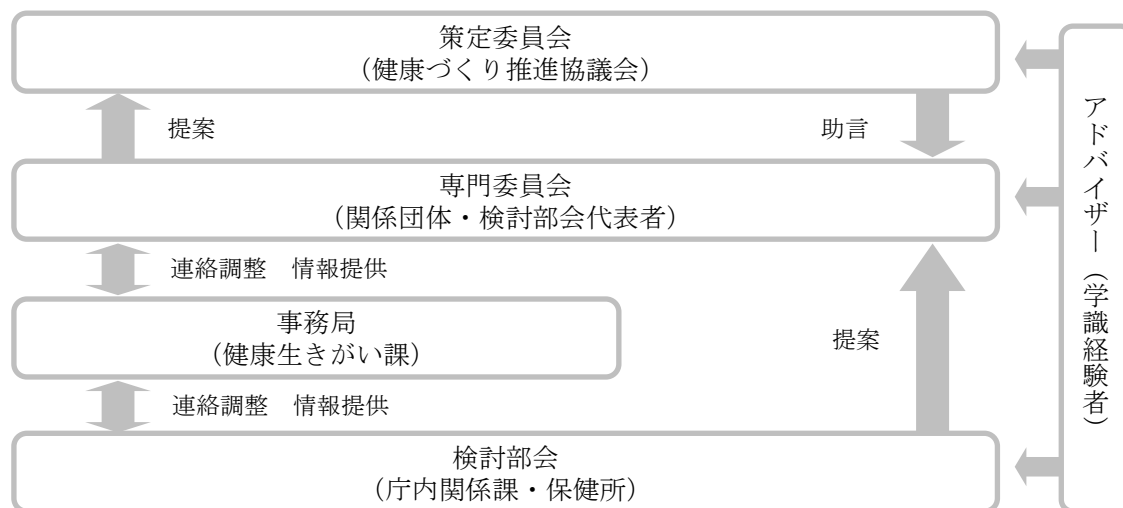 策定委員会
（健康づくり推進協議会）
提案
助言
専門委員会
（関係団体・検討部会代表者）
連絡調整　情報提供
事務局
（健康生きがい課）
提案
連絡調整　情報提供
検討部会
（庁内関係課・保健所）
アドバイザー（学識経験者）